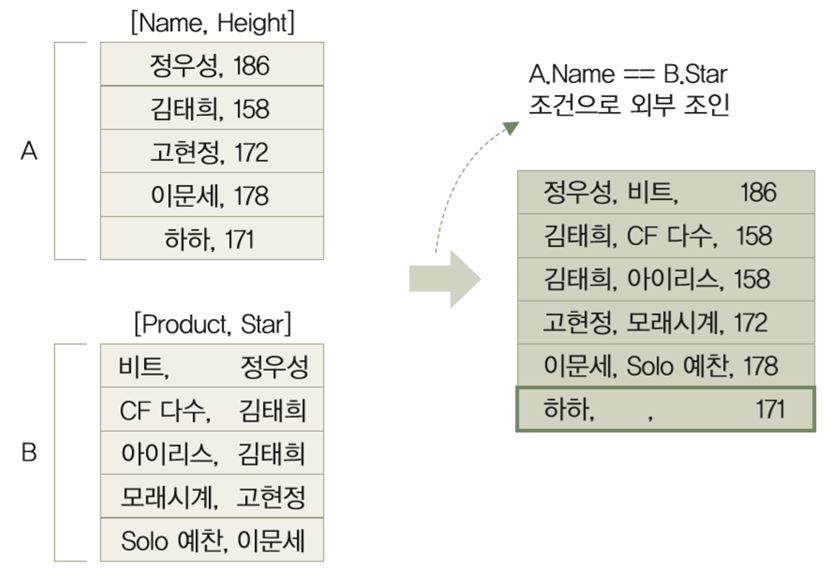 [Name, Height]
A
정우성, 186
김태희, 158
고현정, 172
이문세, 178
하하, 171
[Product, Star]
B
비트, 정우성
CF 다수, 김태희
아이리스, 김태희
모래시계, 고현정
Solo 예찬, 이문세
A.Name == B.Star
조건으로 외부 조인
정우성, 비트, 186
김태희, CF 다수, 158
김태희, 아이리스, 158
고현정, 모래시계, 172
이문세, Solo 예찬, 178
하하, , 171